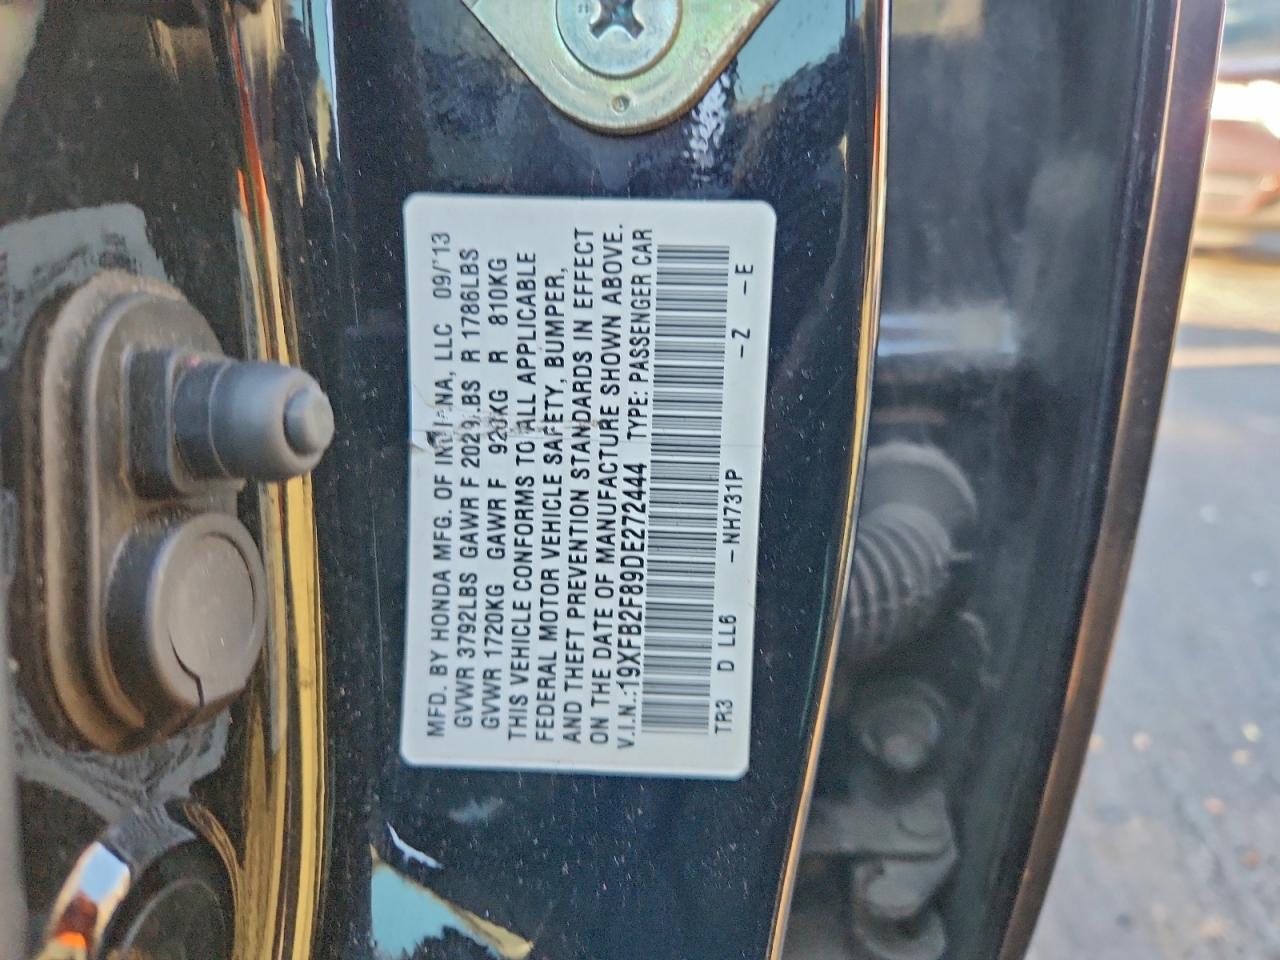 MFD. BY HONDA MFG. OF INDIANA, LLC 09/13
GVWR 3792LBS GAWR F 2029LBS R 1786LBS
GVWR 1720KG GAWR F 920KG R 810KG
THIS VEHICLE CONFORMS TO ALL APPLICABLE
FEDERAL MOTOR VEHICLE SAFETY, BUMPER,
AND THEFT PREVENTION STANDARDS IN EFFECT
ON THE DATE OF MANUFACTURE SHOWN ABOVE.
V.I.N.:19XFB2F89DE272444 TYPE: PASSENGER CAR
TR3 D LL6 -NH731P -Z -E